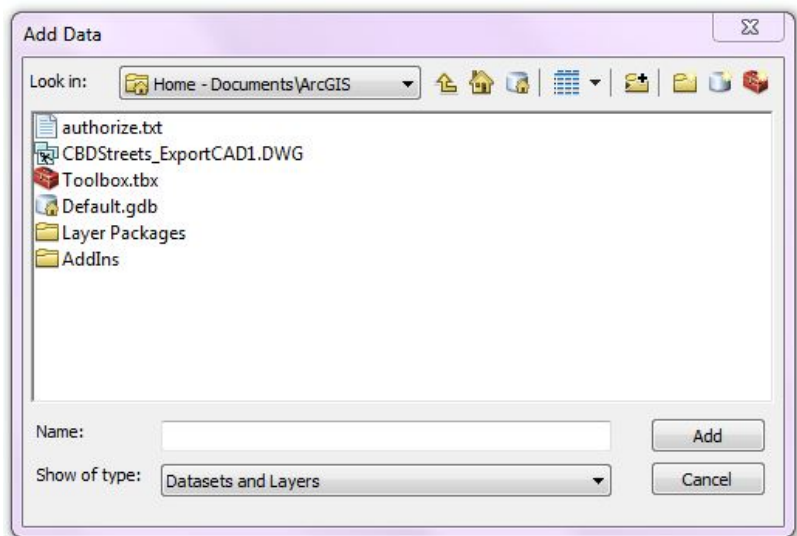 Add Data
Look in: Home - Documents\ArcGIS
authorize.txt
CBDStreets_ExportCAD1.DWG
Toolbox.tbx
Default.gdb
Layer Packages
AddIns
Name: Add
Show of type: Datasets and Layers Cancel